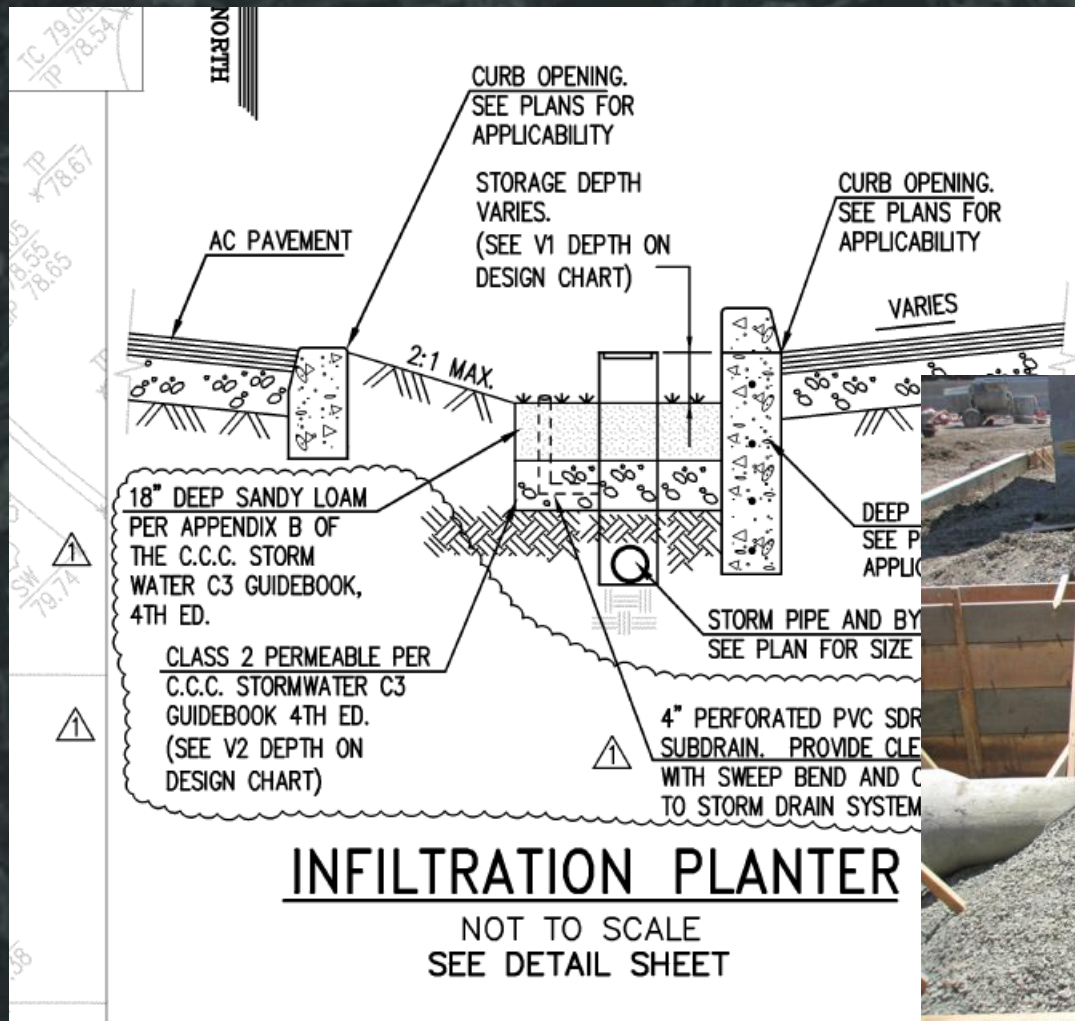 TC 79.04
TP 78.54
NORTH
TP
78.67
78.55
78.65
CURB OPENING.
SEE PLANS FOR
APPLICABILITY
STORAGE DEPTH
VARIES.
(SEE V1 DEPTH ON
DESIGN CHART)
CURB OPENING.
SEE PLANS FOR
APPLICABILITY
AC PAVEMENT
VARIES
2:1 MAX.
18" DEEP SANDY LOAM
PER APPENDIX B OF
THE C.C.C. STORM
WATER C3 GUIDEBOOK,
4TH ED.
DEEP
SEE
1
SW
79.74
STORM PIPE AND
SEE PLAN FOR SIZE
CLASS 2 PERMEABLE PER
C.C.C. STORMWATER C3
GUIDEBOOK 4TH ED.
(SEE V2 DEPTH ON
DESIGN CHART)
1
1
4" PERFORATED PVC
SUBDRAIN. PROVIDE
WITH SWEEP BEND AND
TO STORM DRAIN SYSTEM
INFILTRATION PLANTER
NOT TO SCALE
SEE DETAIL SHEET